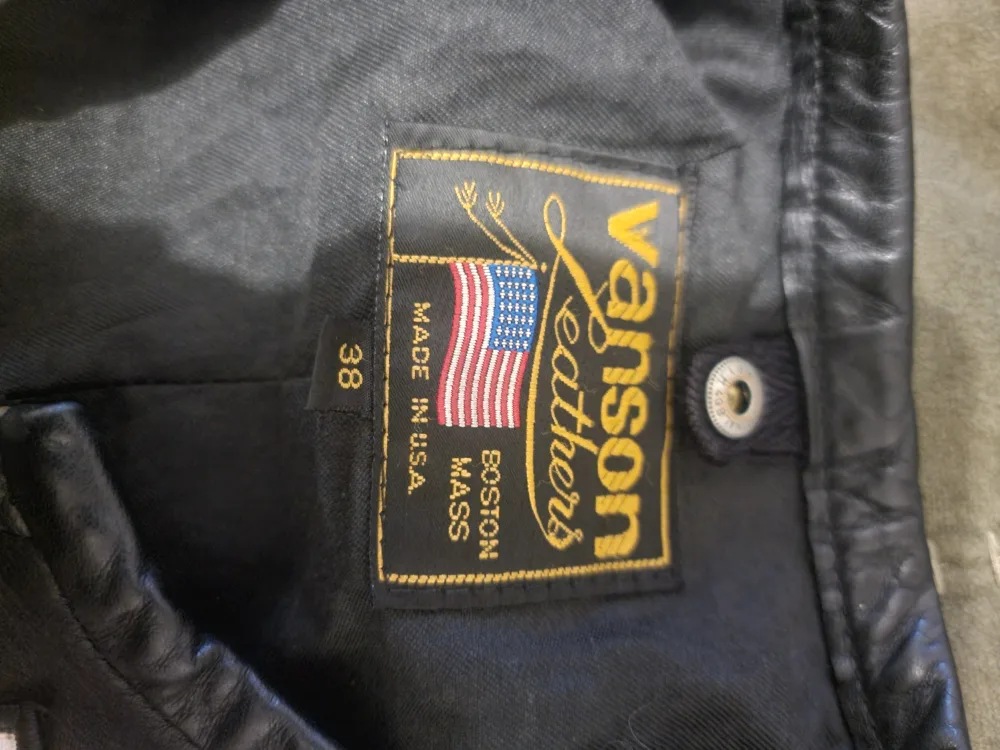 vanson
Leathers
BOSTON
MASS
MADE IN U.S.A.
38